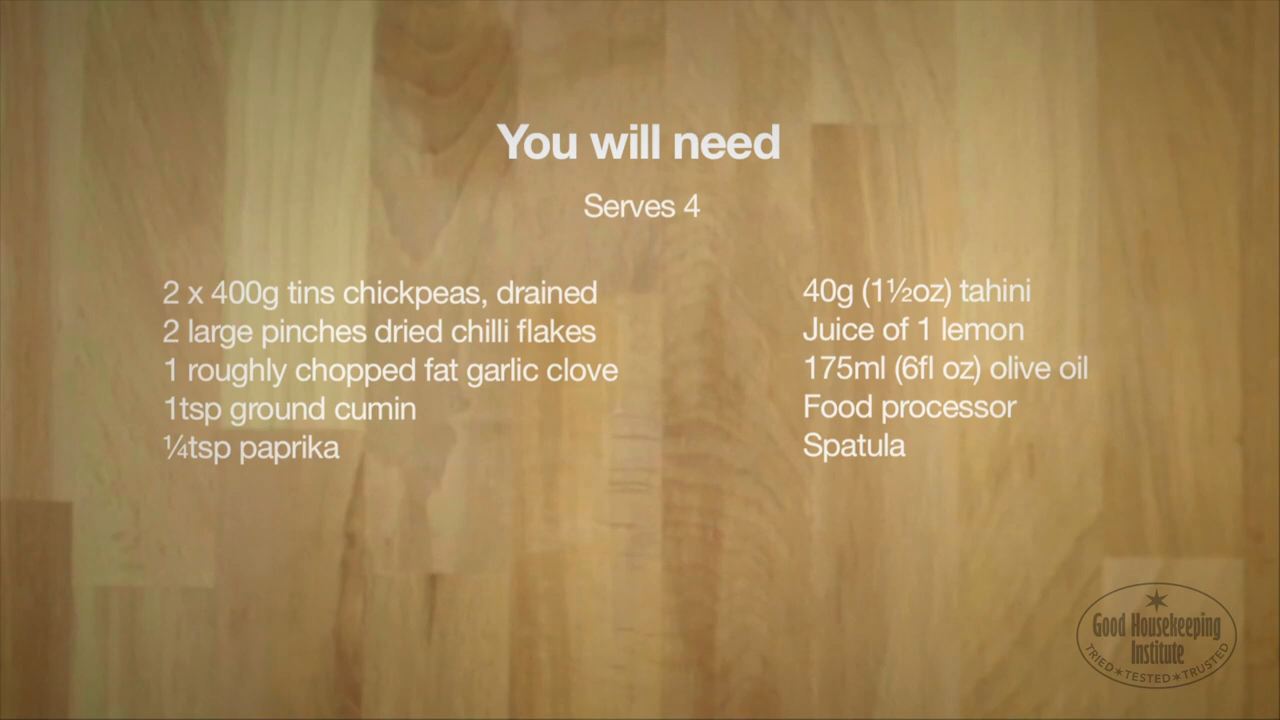 You will need
Serves 4
2 x 400g tins chickpeas, drained
2 large pinches dried chilli flakes
1 roughly chopped fat garlic clove
1tsp ground cumin
¼tsp paprika
40g (1½oz) tahini
Juice of 1 lemon
175ml (6fl oz) olive oil
Food processor
Spatula
Good Housekeeping
Institute
TRIED★TESTED★TRUSTED